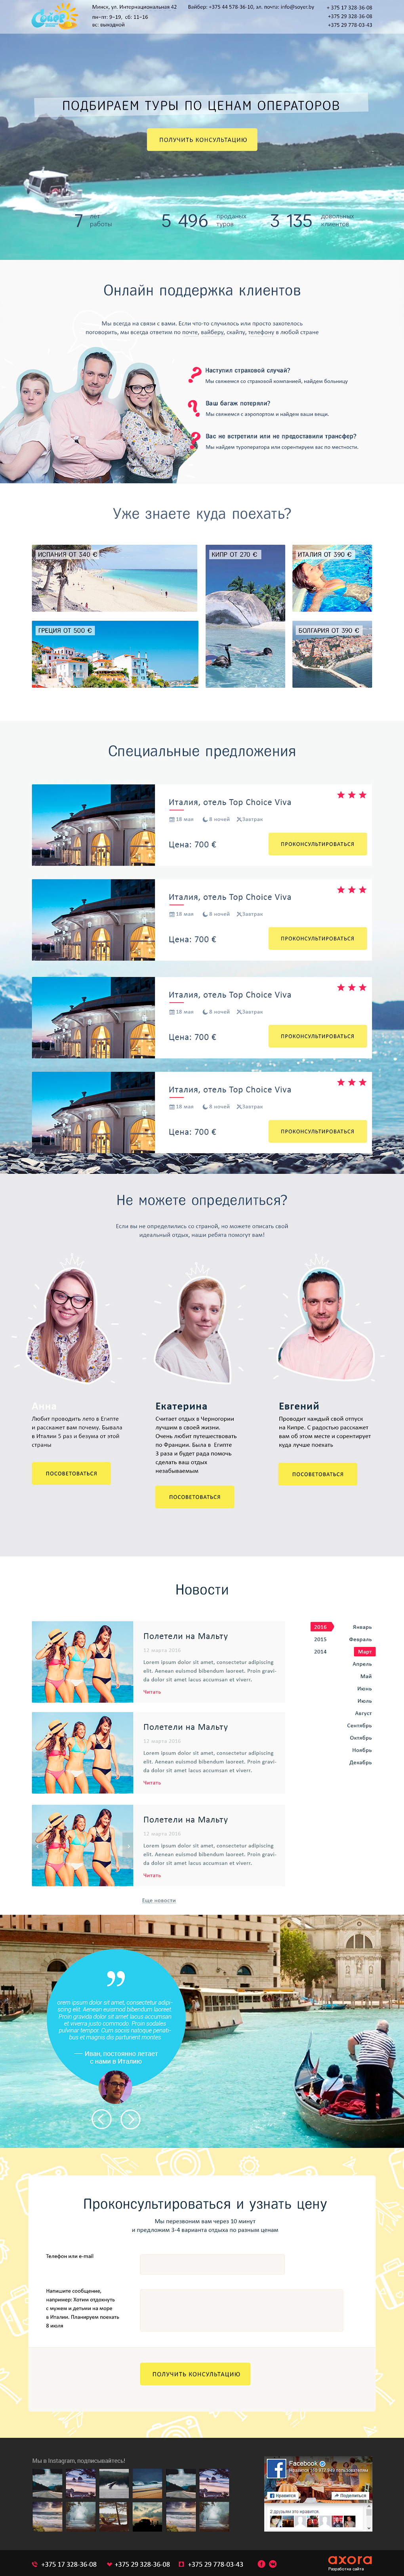 Сойер
Минск, ул. Интернациональная 42
пн-пт: 9-19, сб: 11-16
вс: выходной
Вайбер: +375 44 578-36-10, эл. почта: info@soyer.by
+ 375 17 328-36-08
+375 29 328-36-08
+375 29 778-03-43
ПОДБИРАЕМ ТУРЫ ПО ЦЕНАМ ОПЕРАТОРОВ
ПОЛУЧИТЬ КОНСУЛЬТАЦИЮ
7 лет
работы
5 496 проданых
туров
3 135 довольных
клиентов
Онлайн поддержка клиентов
Мы всегда на связи с вами. Если что-то случилось или просто захотелось
поговорить, мы всегда ответим по почте, вайберу, скайпу, телефону в любой стране
Наступил страховой случай?
Мы свяжемся со страховой компанией, найдем больницу
Ваш багаж потеряли?
Мы свяжемся с аэропортом и найдем ваши вещи.
Вас не встретили или не предоставили трансфер?
Мы найдем туроператора или сорентируем вас по местности.
Уже знаете куда поехать?
ИСПАНИЯ ОТ 340 €
КИПР ОТ 270 €
ИТАЛИЯ ОТ 390 €
ГРЕЦИЯ ОТ 500 €
БОЛГАРИЯ ОТ 390 €
Специальные предложения
Италия, отель Top Choice Viva
18 мая 8 ночей Завтрак
Цена: 700 €
ПРОКОНСУЛЬТИРОВАТЬСЯ
Италия, отель Top Choice Viva
18 мая 8 ночей Завтрак
Цена: 700 €
ПРОКОНСУЛЬТИРОВАТЬСЯ
Италия, отель Top Choice Viva
18 мая 8 ночей Завтрак
Цена: 700 €
ПРОКОНСУЛЬТИРОВАТЬСЯ
Италия, отель Top Choice Viva
18 мая 8 ночей Завтрак
Цена: 700 €
ПРОКОНСУЛЬТИРОВАТЬСЯ
Не можете определиться?
Если вы не определились со страной, но можете описать свой
идеальный отдых, наши ребята помогут вам!
Анна
Любит проводить лето в Египте
и расскажет вам почему. Бывала
в Италии 5 раз и безума от этой
страны
ПОСОВЕТОВАТЬСЯ
Екатерина
Считает отдых в Черногории
лучшим в своей жизни.
Очень любит путешествовать
по Франции. Была в Египте
3 раза и будет рада помочь
сделать ваш отдых
незабываемым
ПОСОВЕТОВАТЬСЯ
Евгений
Проводит каждый свой отпуск
на Кипре. С радостью расскажет
вам об этом месте и сорентирует
куда лучше поехать
ПОСОВЕТОВАТЬСЯ
Новости
Полетели на Мальту
12 марта 2016
Lorem ipsum dolor sit amet, consectetur adipiscing
elit. Aenean euismod bibendum laoreet. Proin gravi-
da dolor sit amet lacus accumsan et viverr.
Читать
Полетели на Мальту
12 марта 2016
Lorem ipsum dolor sit amet, consectetur adipiscing
elit. Aenean euismod bibendum laoreet. Proin gravi-
da dolor sit amet lacus accumsan et viverr.
Читать
Полетели на Мальту
12 марта 2016
Lorem ipsum dolor sit amet, consectetur adipiscing
elit. Aenean euismod bibendum laoreet. Proin gravi-
da dolor sit amet lacus accumsan et viverr.
Читать
Еще новости
2016
2015
2014
Январь
Февраль
Март
Апрель
Май
Июнь
Июль
Август
Сентябрь
Октябрь
Ноябрь
Декабрь
orem ipsum dolor sit amet, consectetur adipi-
scing elit. Aenean euismod bibendum laoreet.
Proin gravida dolor sit amet lacus accumsan
et viverra justo commodo. Proin sodales
pulvinar tempor. Cum sociis natoque penati-
bus et magnis dis parturient montes
— Иван, постоянно летает
с нами в Италию
Проконсультироваться и узнать цену
Мы перезвоним вам через 10 минут
и предложим 3-4 варианта отдыха по разным ценам
Телефон или e-mail
Напишите сообщение,
например: Хотим отдохнуть
с мужем и детьми на море
в Италии. Планируем поехать
8 июля
ПОЛУЧИТЬ КОНСУЛЬТАЦИЮ
Мы в Instagram, подписывайтесь!
Facebook
Нравится
Поделиться
2 друзьям это нравится
+375 17 328-36-08
+375 29 328-36-08
+375 29 778-03-43
axora
Разработка сайта